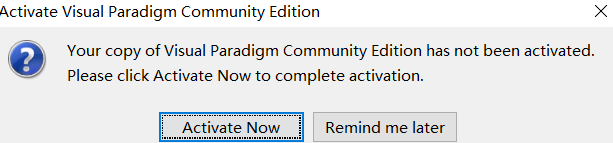 Activate Visual Paradigm Community Edition
Your copy of Visual Paradigm Community Edition has not been activated.
Please click Activate Now to complete activation.
Activate Now
Remind me later